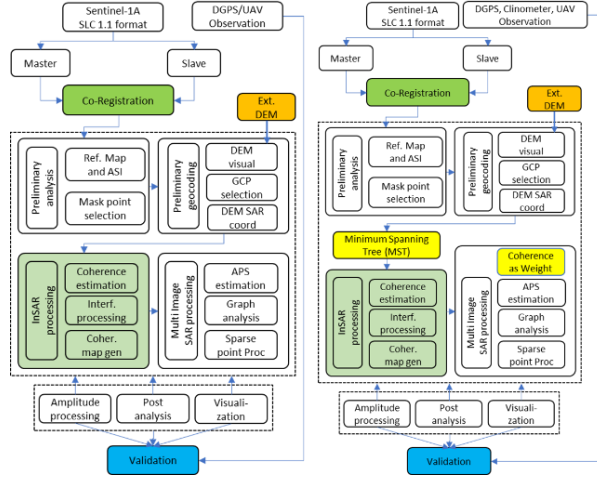 Sentinel-1A
SLC 1.1 format
DGPS/UAV
Observation
Master
Slave
Co-Registration
Ext.
DEM
Preliminary
analysis
Ref. Map
and ASI
Mask point
selection
Preliminary
geocoding
DEM
visual
GCP
selection
DEM SAR
coord
InSAR
processing
Coherence
estimation
Interf.
processing
Coher.
map gen
Multi image
SAR processing
APS
estimation
Graph
analysis
Sparse
point Proc
Amplitude
processing
Post
analysis
Visuali-
zation
Validation
Sentinel-1A
SLC 1.1 format
DGPS, Clinometer, UAV
Observation
Master
Slave
Co-Registration
Ext.
DEM
Preliminary
analysis
Ref. Map
and ASI
Mask point
selection
Preliminary
geocoding
DEM
visual
GCP
selection
DEM SAR
coord
Minimum Spanning
Tree (MST)
InSAR
processing
Coherence
estimation
Interf.
processing
Coher.
map gen
Multi image
SAR processing
Coherence
as Weight
APS
estimation
Graph
analysis
Sparse
point Proc
Amplitude
processing
Post
analysis
Visuali-
zation
Validation